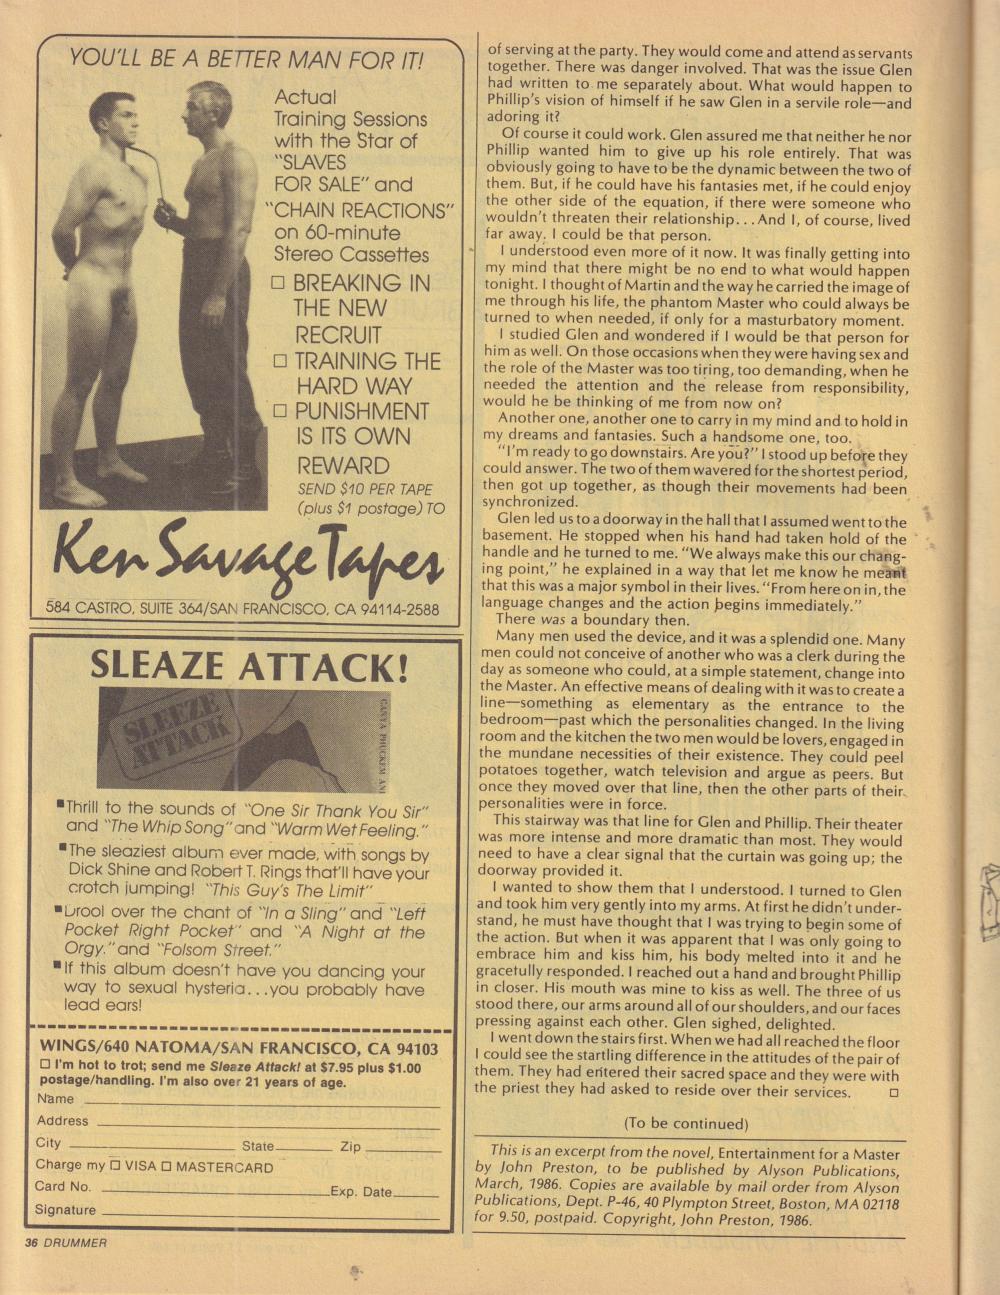 YOU'LL BE A BETTER MAN FOR IT!
Actual
Training Sessions
with the Star of
"SLAVES
FOR SALE" and
"CHAIN REACTIONS"
on 60-minute
Stereo Cassettes
□ BREAKING IN
THE NEW
RECRUIT
□ TRAINING THE
HARD WAY
□ PUNISHMENT
IS ITS OWN
REWARD
SEND $10 PER TAPE
(plus $1 postage) TO
Ken Savage Tapes
584 CASTRO, SUITE 364/SAN FRANCISCO, CA 94114-2588
SLEAZE ATTACK!
SLEEZE
ATTACK
CANYA PHUCKEM ANI
■Thrill to the sounds of "One Sir Thank You Sir"
and "The Whip Song" and "Warm Wet Feeling."
■The sleaziest album ever made, with songs by
Dick Shine and Robert T. Rings that'll have your
crotch jumping! "This Guy's The Limit"
■Drool over the chant of "In a Sling" and "Left
Pocket Right Pocket" and "A Night at the
Orgy." and "Folsom Street."
■If this album doesn't have you dancing your
way to sexual hysteria...you probably have
lead ears!
WINGS/640 NATOMA/SAN FRANCISCO, CA 94103
□ I'm hot to trot; send me Sleaze Attack! at $7.95 plus $1.00
postage/handling. I'm also over 21 years of age.
Name
Address
City State Zip
Charge my □ VISA □ MASTERCARD
Card No. Exp. Date
Signature
36 DRUMMER
of serving at the party. They would come and attend as servants
together. There was danger involved. That was the issue Glen
had written to me separately about. What would happen to
Phillip's vision of himself if he saw Glen in a servile role—and
adoring it?
Of course it could work. Glen assured me that neither he nor
Phillip wanted him to give up his role entirely. That was
obviously going to have to be the dynamic between the two of
them. But, if he could have his fantasies met, if he could enjoy
the other side of the equation, if there were someone who
wouldn't threaten their relationship...And I, of course, lived
far away. I could be that person.
I understood even more of it now. It was finally getting into
my mind that there might be no end to what would happen
tonight. I thought of Martin and the way he carried the image of
me through his life, the phantom Master who could always be
turned to when needed, if only for a masturbatory moment.
I studied Glen and wondered if I would be that person for
him as well. On those occasions when they were having sex and
the role of the Master was too tiring, too demanding, when he
needed the attention and the release from responsibility,
would he be thinking of me from now on?
Another one, another one to carry in my mind and to hold in
my dreams and fantasies. Such a handsome one, too.
"I'm ready to go downstairs. Are you?" I stood up before they
could answer. The two of them wavered for the shortest period,
then got up together, as though their movements had been
synchronized.
Glen led us to a doorway in the hall that I assumed went to the
basement. He stopped when his hand had taken hold of the
handle and he turned to me. "We always make this our chang-
ing point," he explained in a way that let me know he meant
that this was a major symbol in their lives. "From here on in, the
language changes and the action begins immediately."
There was a boundary then.
Many men used the device, and it was a splendid one. Many
men could not conceive of another who was a clerk during the
day as someone who could, at a simple statement, change into
the Master. An effective means of dealing with it was to create a
line—something as elementary as the entrance to the
bedroom—past which the personalities changed. In the living
room and the kitchen the two men would be lovers, engaged in
the mundane necessities of their existence. They could peel
potatoes together, watch television and argue as peers. But
once they moved over that line, then the other parts of their
personalities were in force.
This stairway was that line for Glen and Phillip. Their theater
was more intense and more dramatic than most. They would
need to have a clear signal that the curtain was going up; the
doorway provided it.
I wanted to show them that I understood. I turned to Glen
and took him very gently into my arms. At first he didn't under-
stand, he must have thought that I was trying to begin some of
the action. But when it was apparent that I was only going to
embrace him and kiss him, his body melted into it and he
gracefully responded. I reached out a hand and brought Phillip
in closer. His mouth was mine to kiss as well. The three of us
stood there, our arms around all of our shoulders, and our faces
pressing against each other. Glen sighed, delighted.
I went down the stairs first. When we had all reached the floor
I could see the startling difference in the attitudes of the pair of
them. They had entered their sacred space and they were with
the priest they had asked to reside over their services. □
(To be continued)
This is an excerpt from the novel, Entertainment for a Master
by John Preston, to be published by Alyson Publications,
March, 1986. Copies are available by mail order from Alyson
Publications, Dept. P-46, 40 Plympton Street, Boston, MA 02118
for 9.50, postpaid. Copyright, John Preston, 1986.